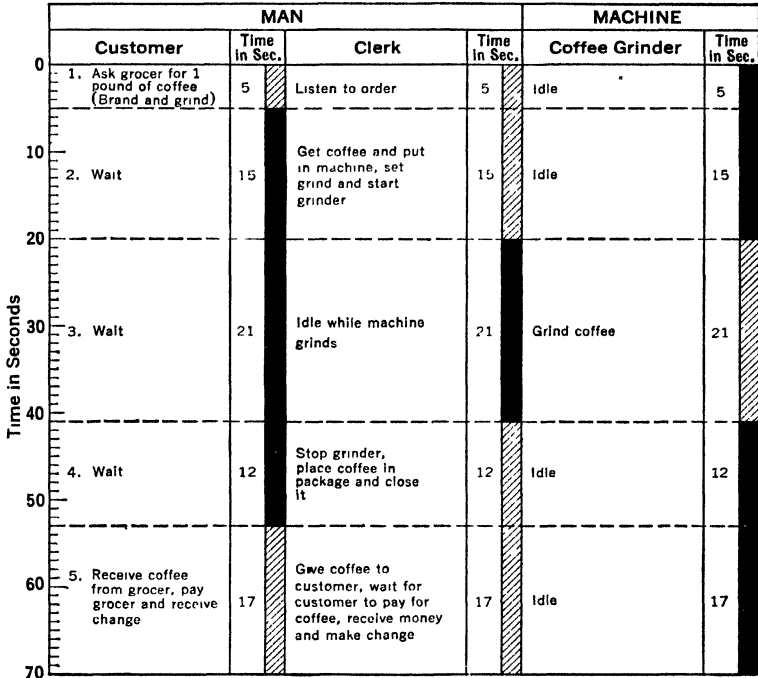 MAN
MACHINE
Customer
Time
in Sec.
Clerk
Time
in Sec.
Coffee Grinder
Time
in Sec.
Time in Seconds
0
10
20
30
40
50
60
70
1. Ask grocer for 1
pound of coffee
(Brand and grind)
5
Listen to order
5
Idle
5
2. Wait
15
Get coffee and put
in machine, set
grind and start
grinder
15
Idle
15
3. Wait
21
Idle while machine
grinds
21
Grind coffee
21
4. Wait
12
Stop grinder,
place coffee in
package and close
it
12
Idle
12
5. Receive coffee
from grocer, pay
grocer and receive
change
17
Give coffee to
customer, wait for
customer to pay for
coffee, receive money
and make change
17
Idle
17